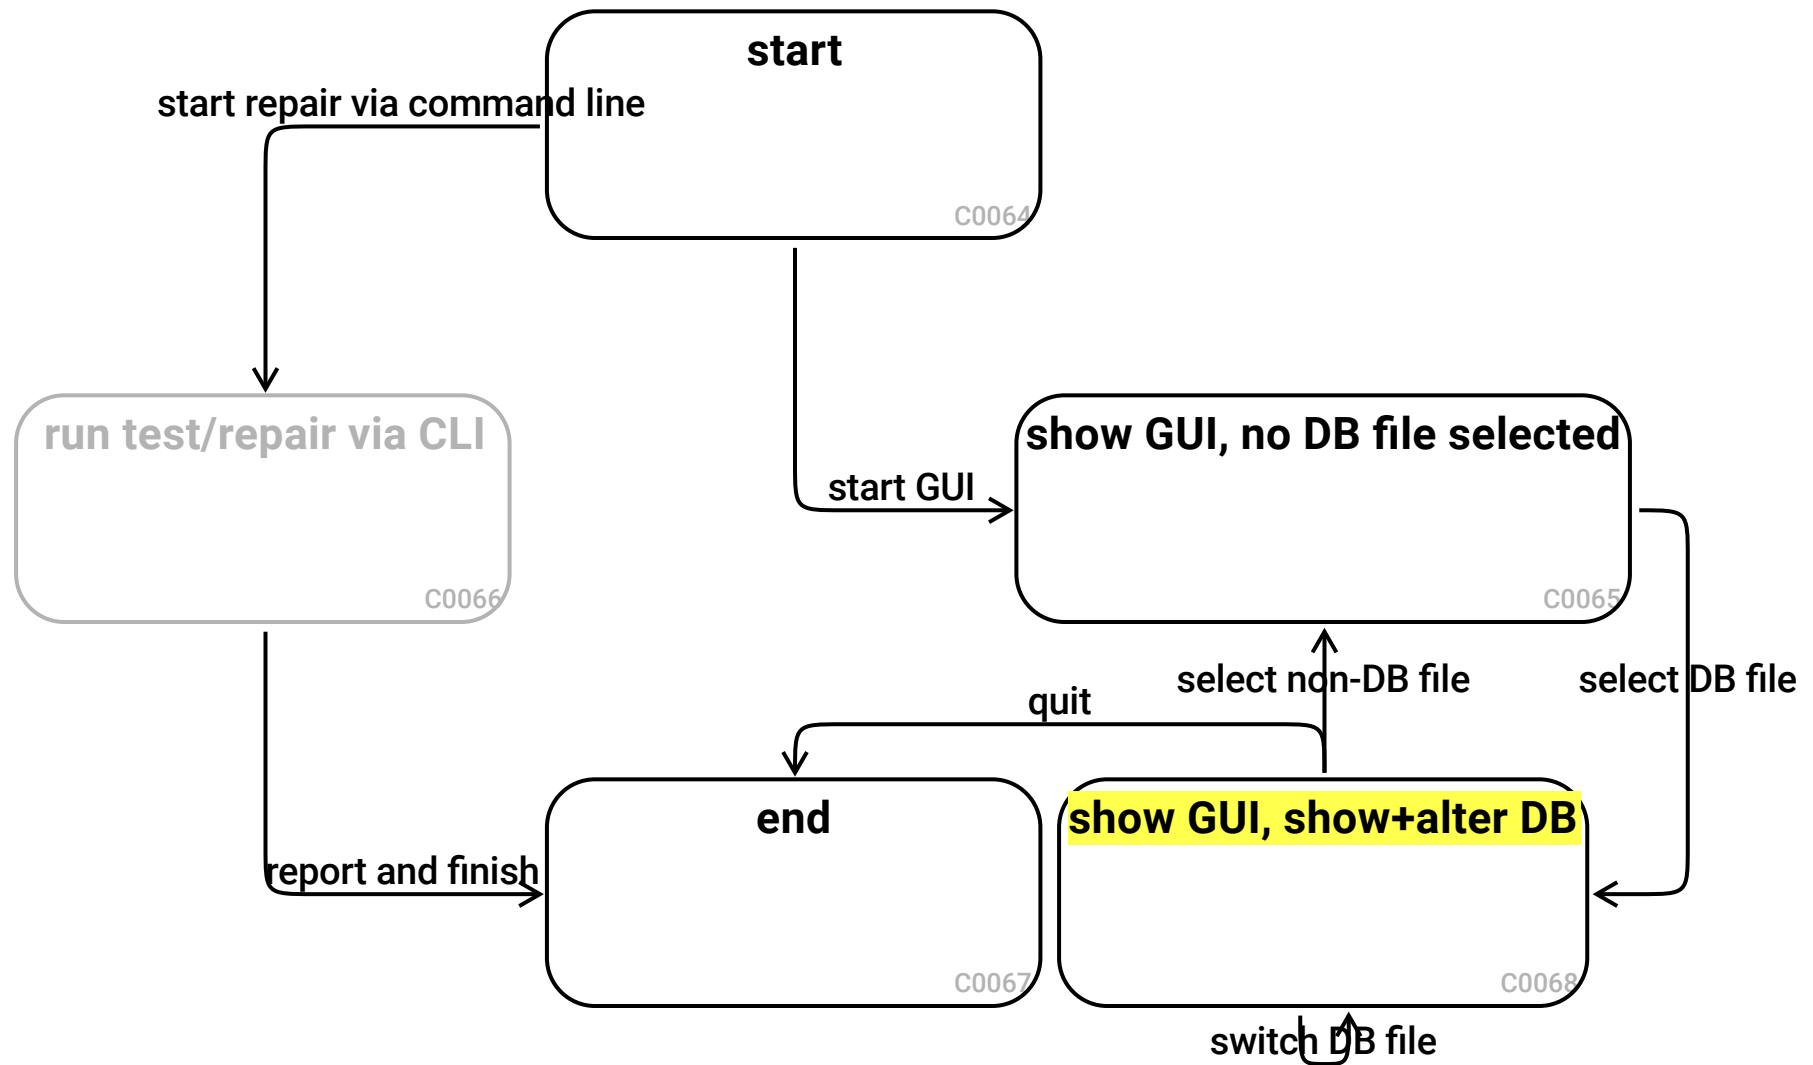 start
start repair via command line
C0064
run test/repair via CLI
show GUI, no DB file selected
start GUI
C0066
C0065
select non-DB file
select DB file
quit
end
show GUI, show+alter DB
report and finish
C0067
C0068
switch DB file